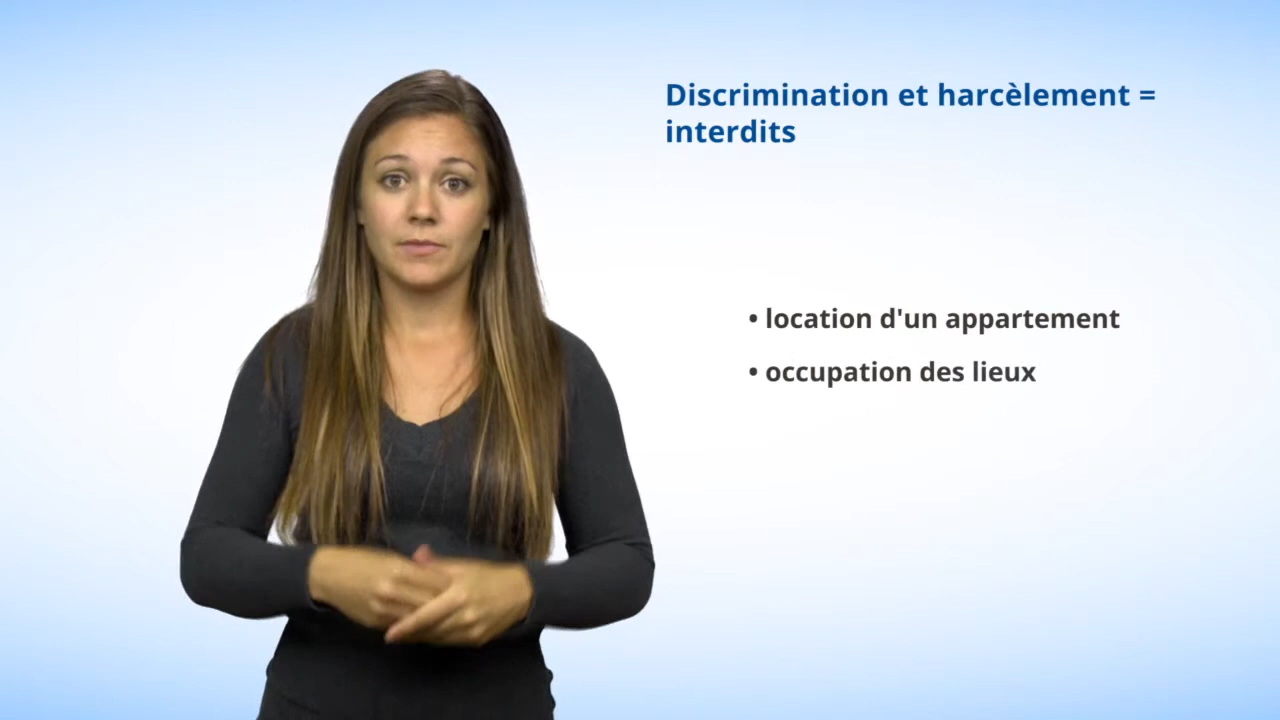 Discrimination et harcèlement =
interdits
• location d'un appartement
• occupation des lieux